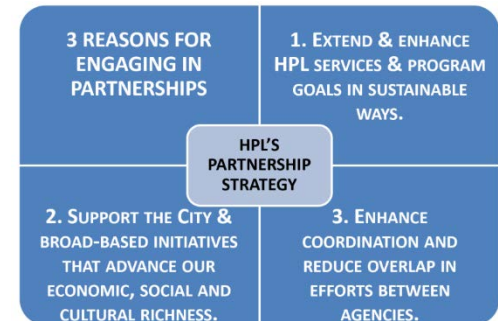 3 REASONS FOR
ENGAGING IN
PARTNERSHIPS
1. EXTEND & ENHANCE
HPL SERVICES & PROGRAM
GOALS IN SUSTAINABLE
WAYS.
HPL'S
PARTNERSHIP
STRATEGY
2. SUPPORT THE CITY &
BROAD-BASED INITIATIVES
THAT ADVANCE OUR
ECONOMIC, SOCIAL AND
CULTURAL RICHNESS.
3. ENHANCE
COORDINATION AND
REDUCE OVERLAP IN
EFFORTS BETWEEN
AGENCIES.